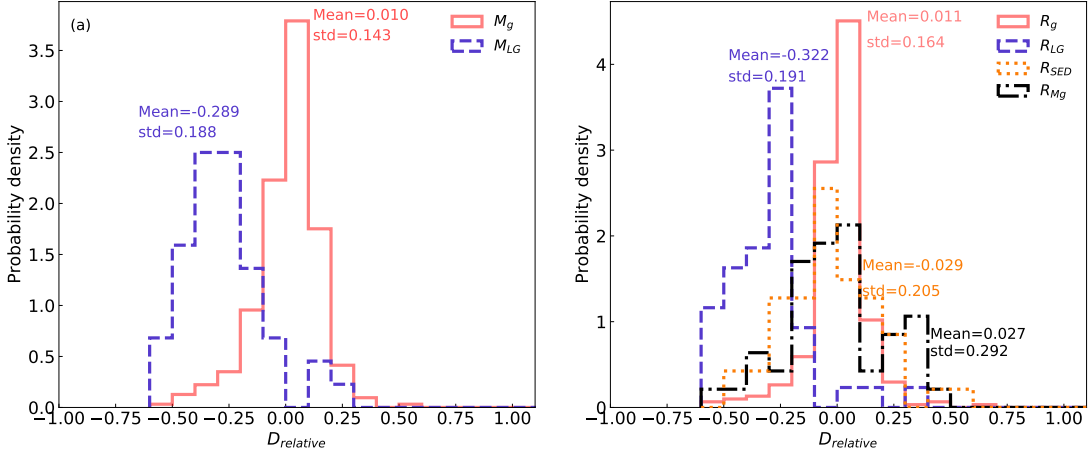 (a)
Mean=0.010
std=0.143
Mean=-0.289
std=0.188
M_g
M_LG
Probability density
3.5
3.0
2.5
2.0
1.5
1.0
0.5
0.0
−1.00 −0.75 −0.50 −0.25 0.00 0.25 0.50 0.75 1.00
D_relative
Mean=0.011
std=0.164
Mean=-0.322
std=0.191
Mean=-0.029
std=0.205
Mean=0.027
std=0.292
R_g
R_LG
R_SED
R_Mg
Probability density
4
3
2
1
0
−1.00 −0.75 −0.50 −0.25 0.00 0.25 0.50 0.75 1.00
D_relative